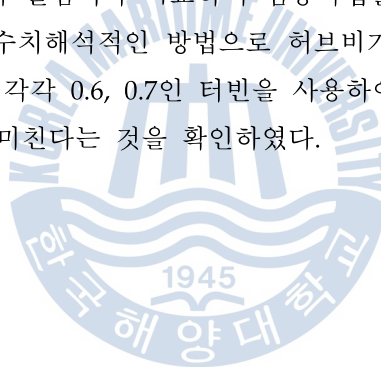 수치해석적인 방법으로 허브비가
각각 0.6, 0.7인 터빈을 사용하여
미친다는 것을 확인하였다.
KOREA MARITIME UNIVERSITY
1945
한국해양대학교